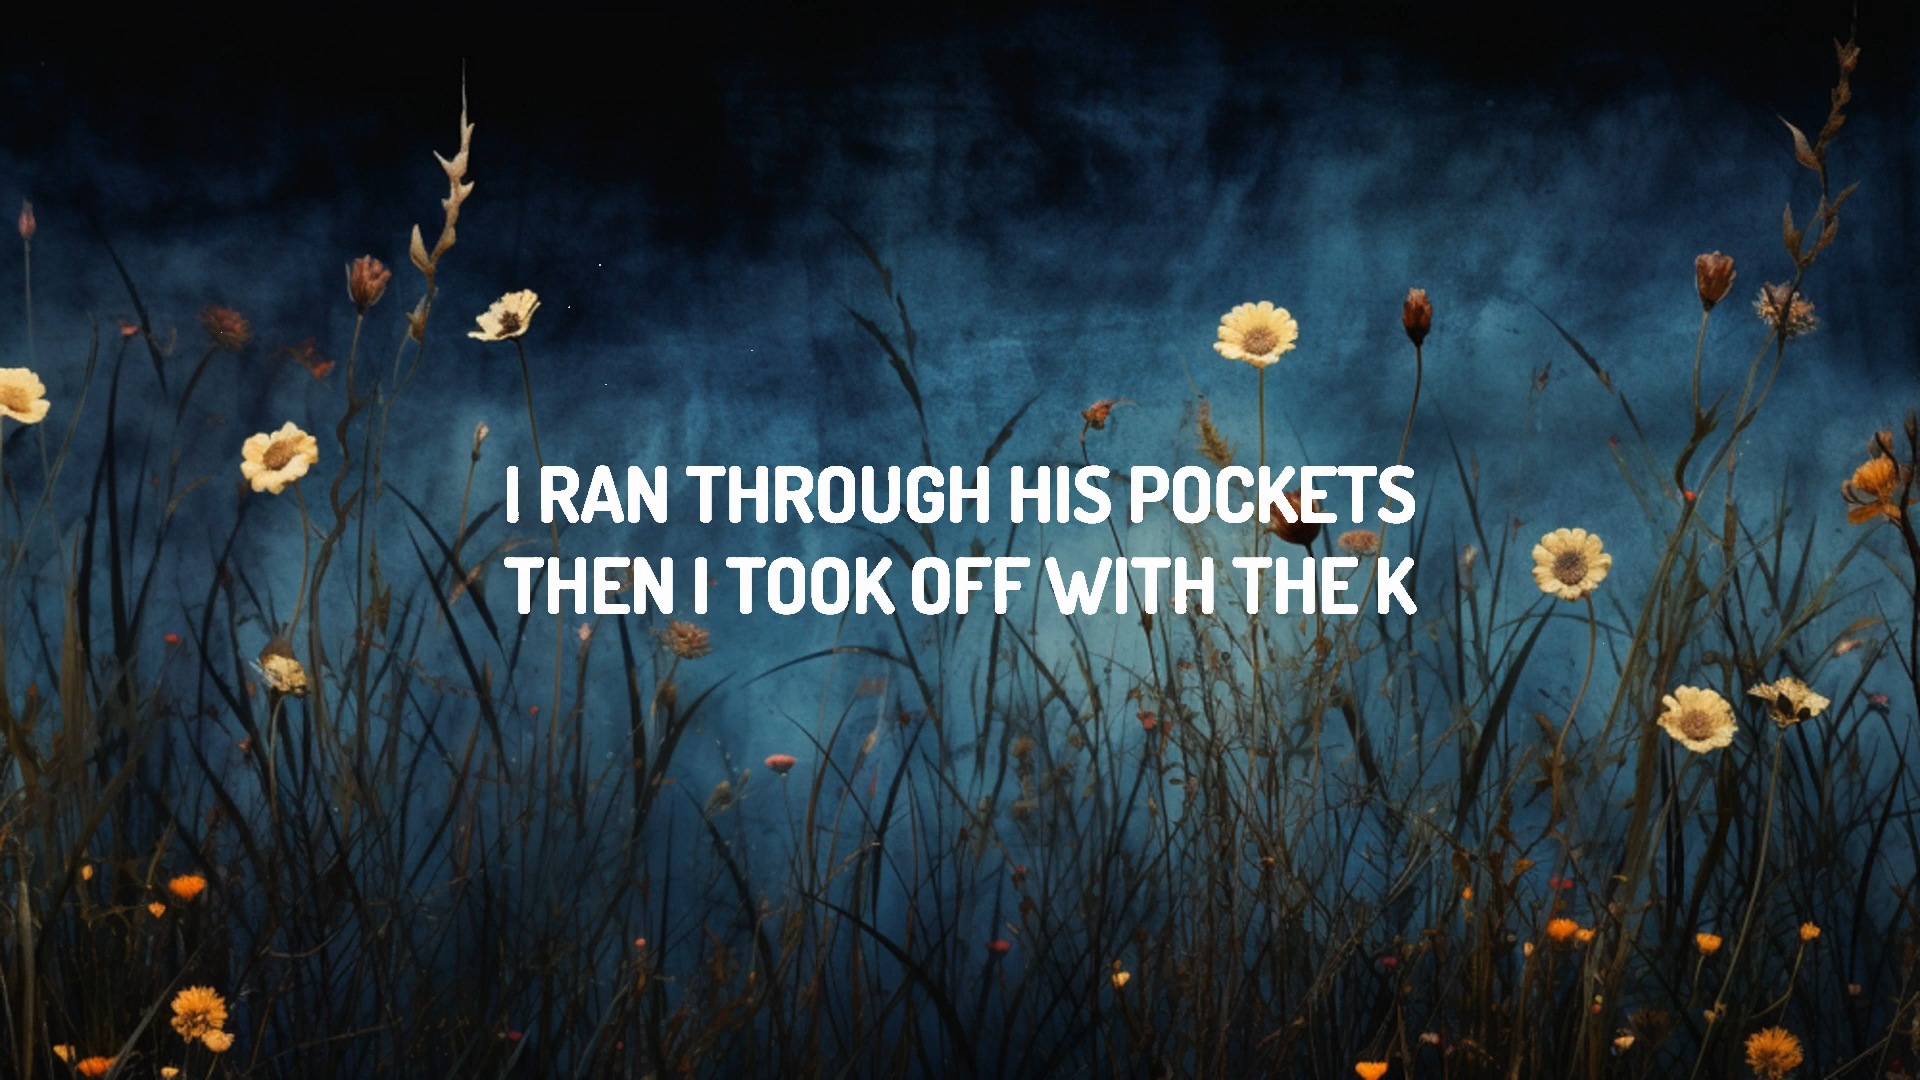 I RAN THROUGH HIS POCKETS
THEN I TOOK OFF WITH THE K